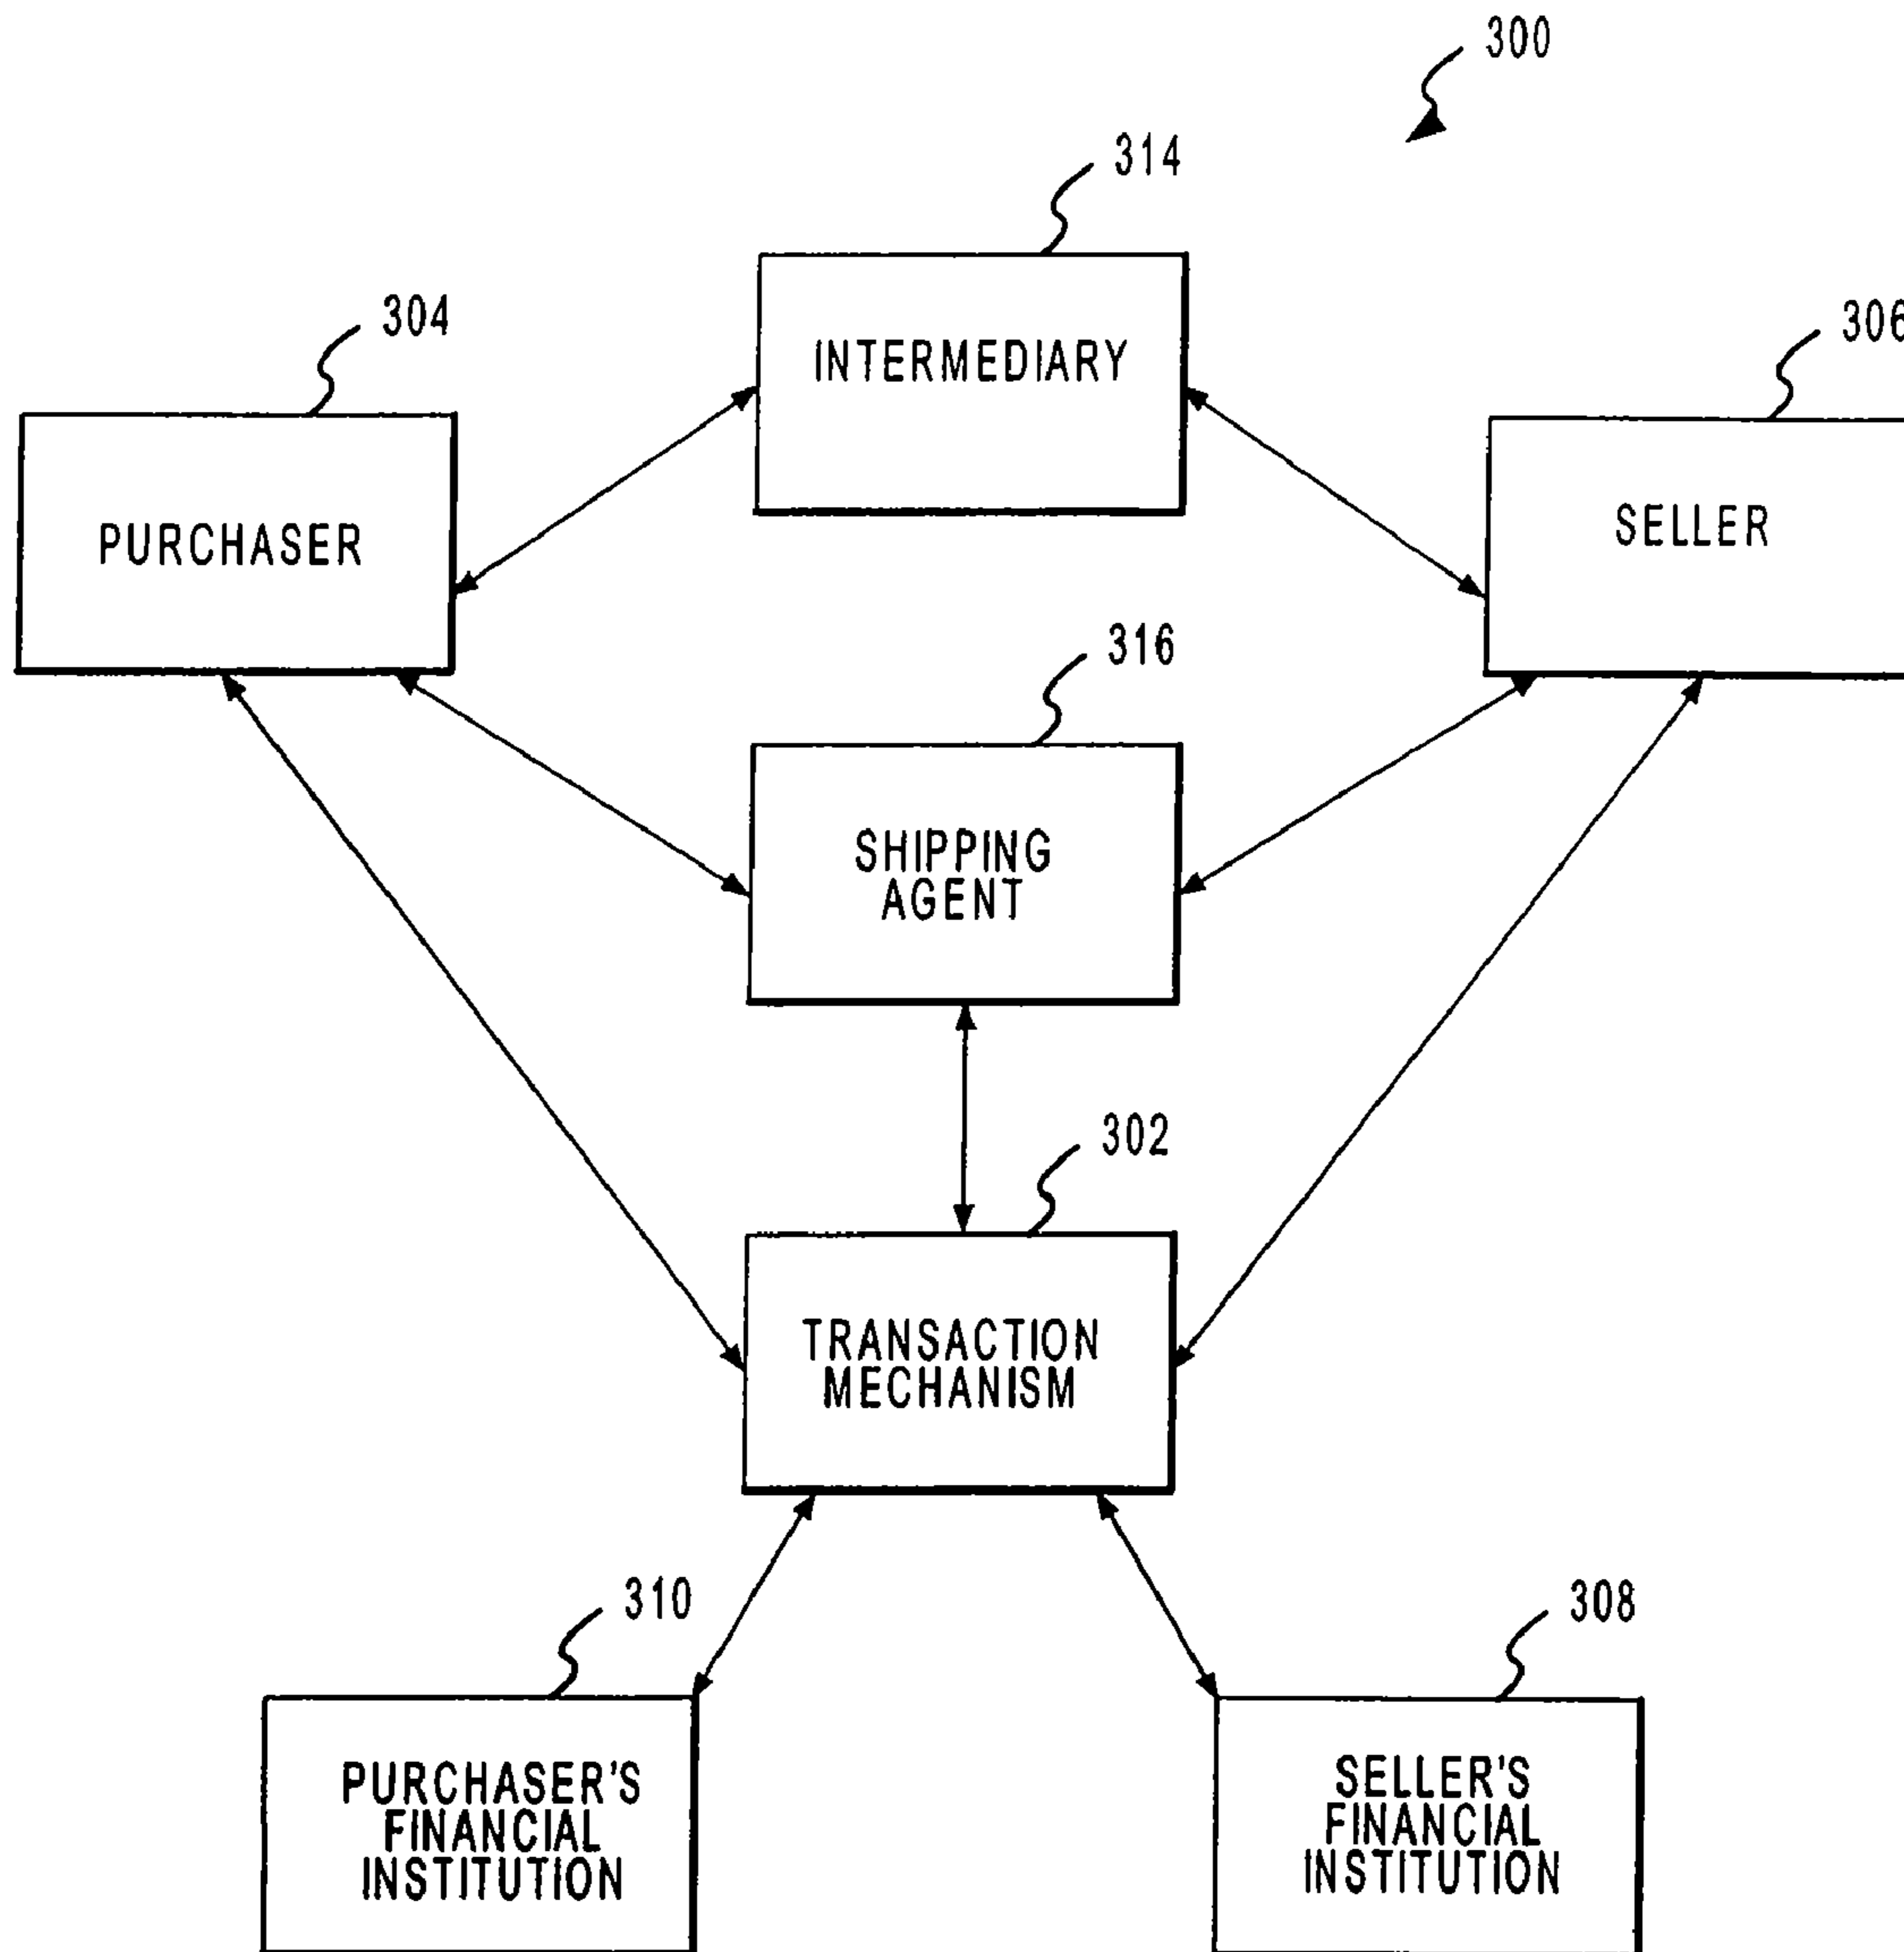 300
314
304
306
INTERMEDIARY
PURCHASER
SELLER
316
SHIPPING
AGENT
302
TRANSACTION
MECHANISM
310
308
PURCHASER'S
FINANCIAL
INSTITUTION
SELLER'S
FINANCIAL
INSTITUTION